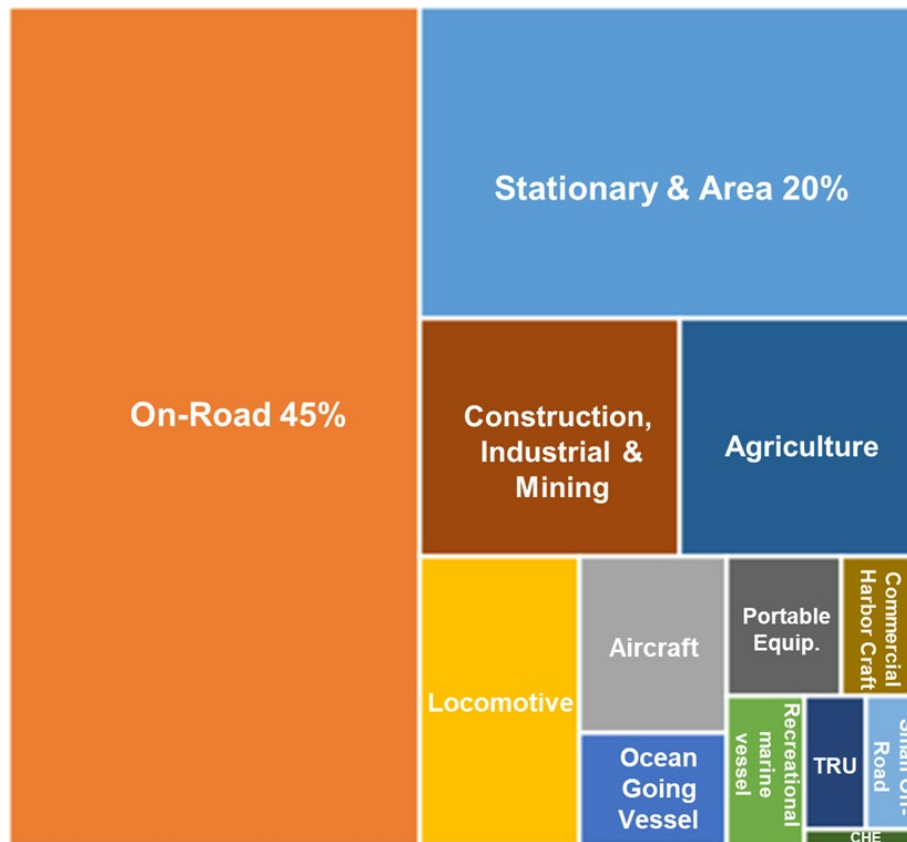 Stationary & Area 20%
On-Road 45%
Construction,
Industrial &
Mining
Agriculture
Locomotive
Aircraft
Ocean
Going
Vessel
Portable
Equip.
Commercial
Harbor Craft
Recreational
marine
vessel
TRU
Road
CHE